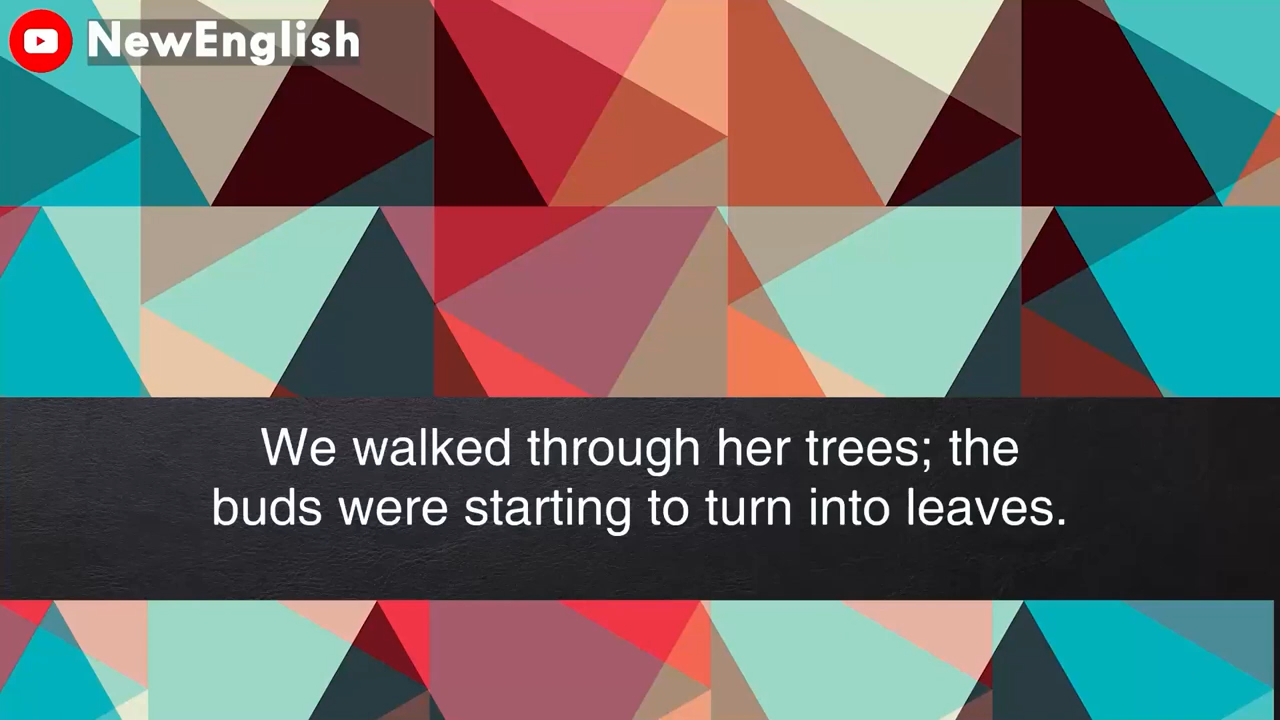 NewEnglish
We walked through her trees; the
buds were starting to turn into leaves.